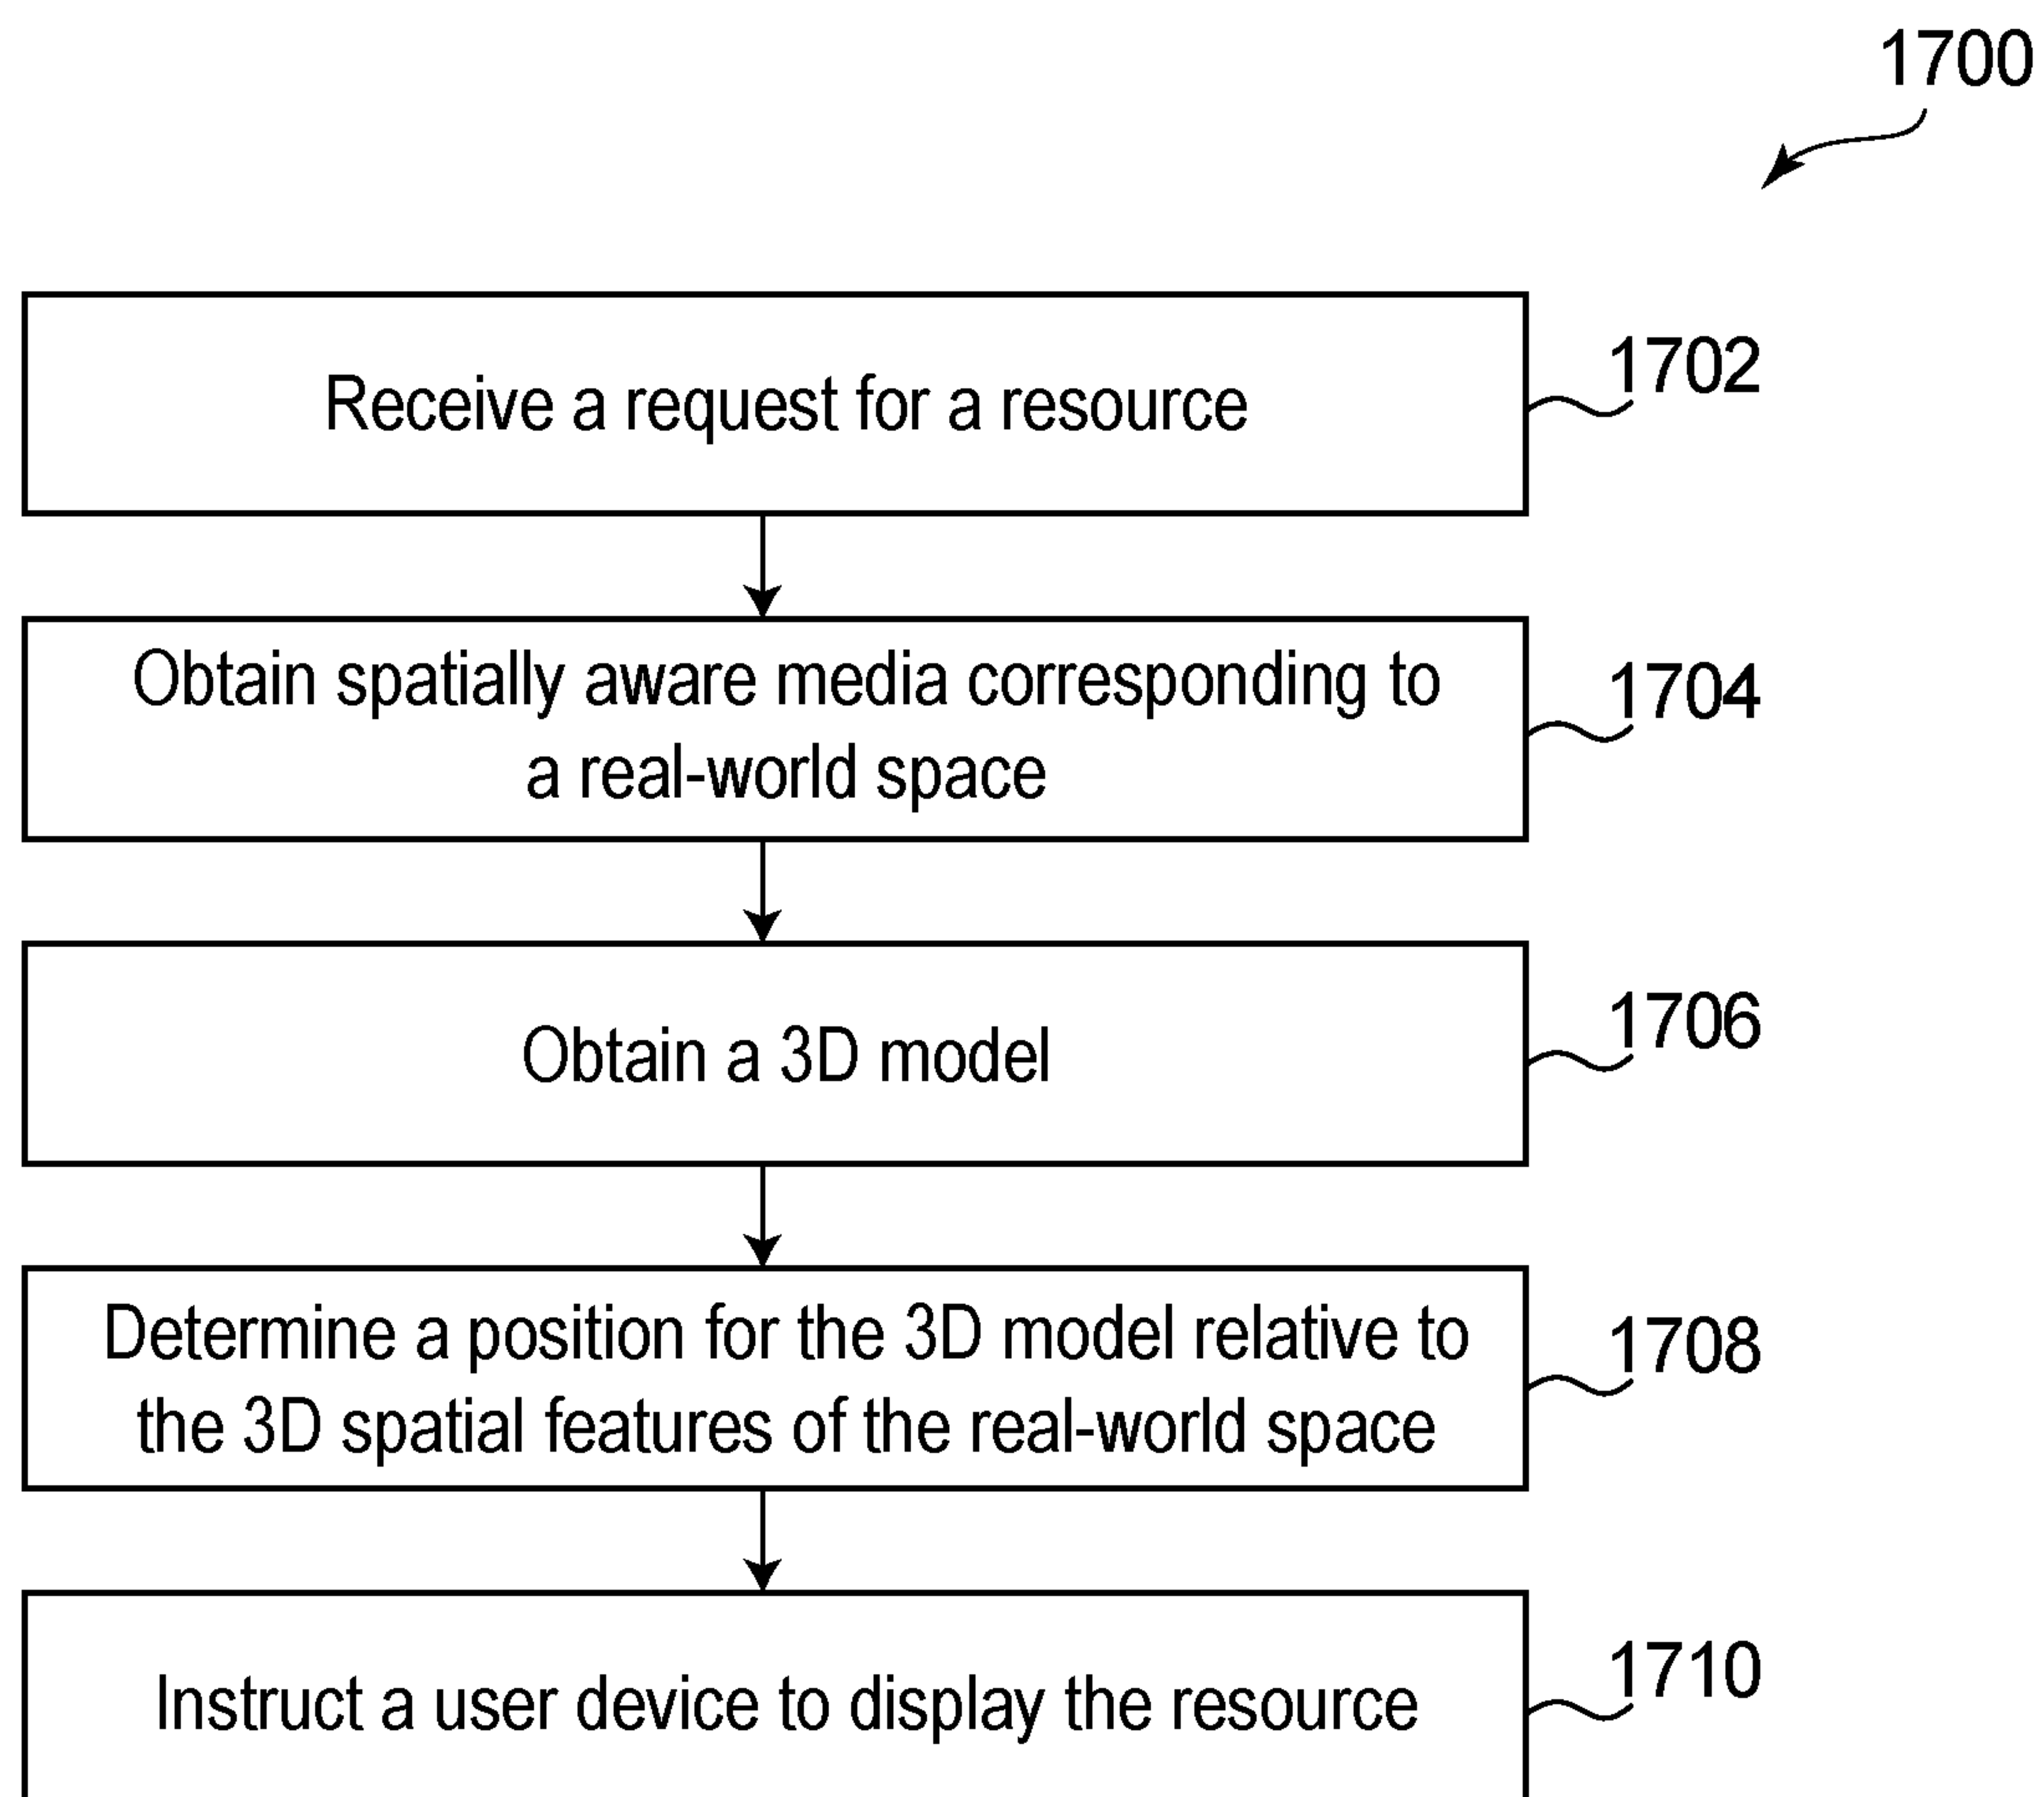 1700
Receive a request for a resource
1702
Obtain spatially aware media corresponding to
a real-world space
1704
Obtain a 3D model
1706
Determine a position for the 3D model relative to
the 3D spatial features of the real-world space
1708
Instruct a user device to display the resource
1710